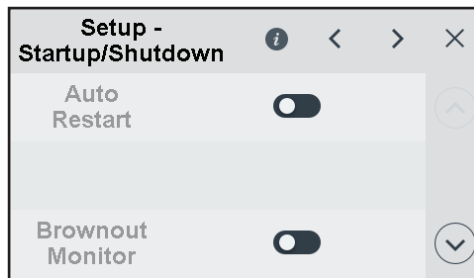 Setup -
Startup/Shutdown
i
Auto
Restart
Brownout
Monitor